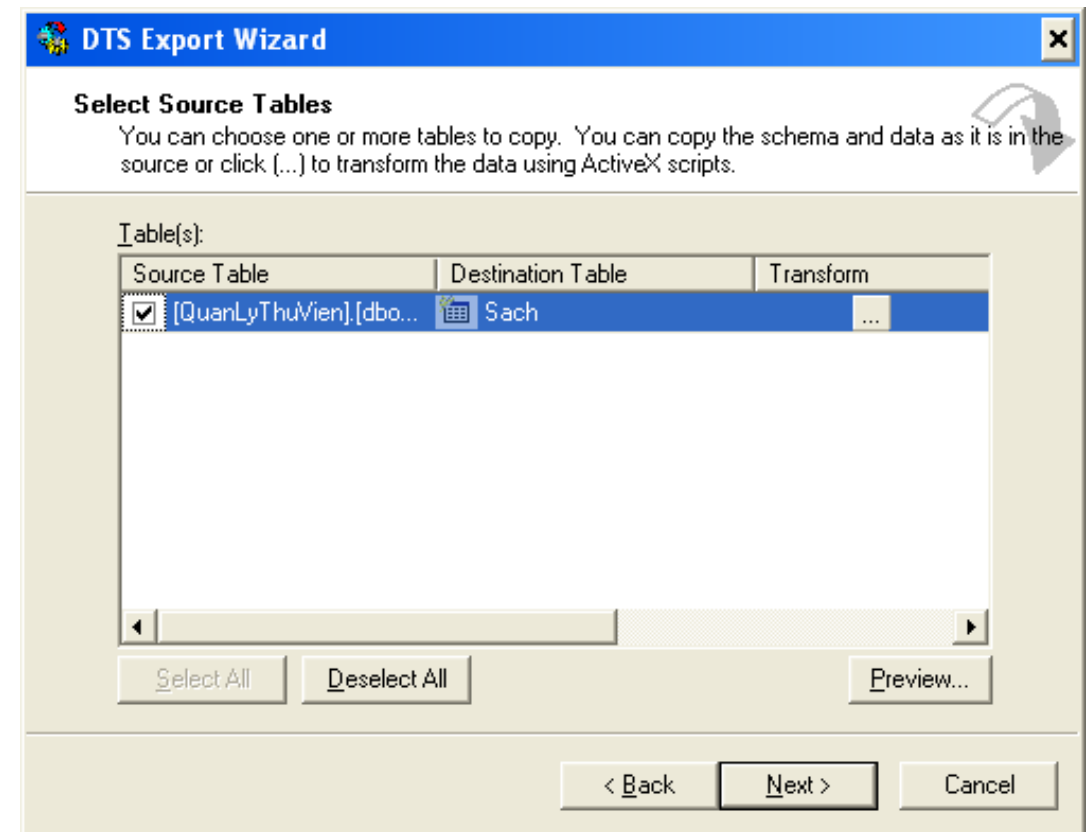 DTS Export Wizard
Select Source Tables
You can choose one or more tables to copy. You can copy the schema and data as it is in the
source or click (...) to transform the data using ActiveX scripts.
Table(s):
Source Table Destination Table Transform
[QuanLyThuVien].[dbo... Sach ...
Select All Deselect All Preview...
< Back Next > Cancel